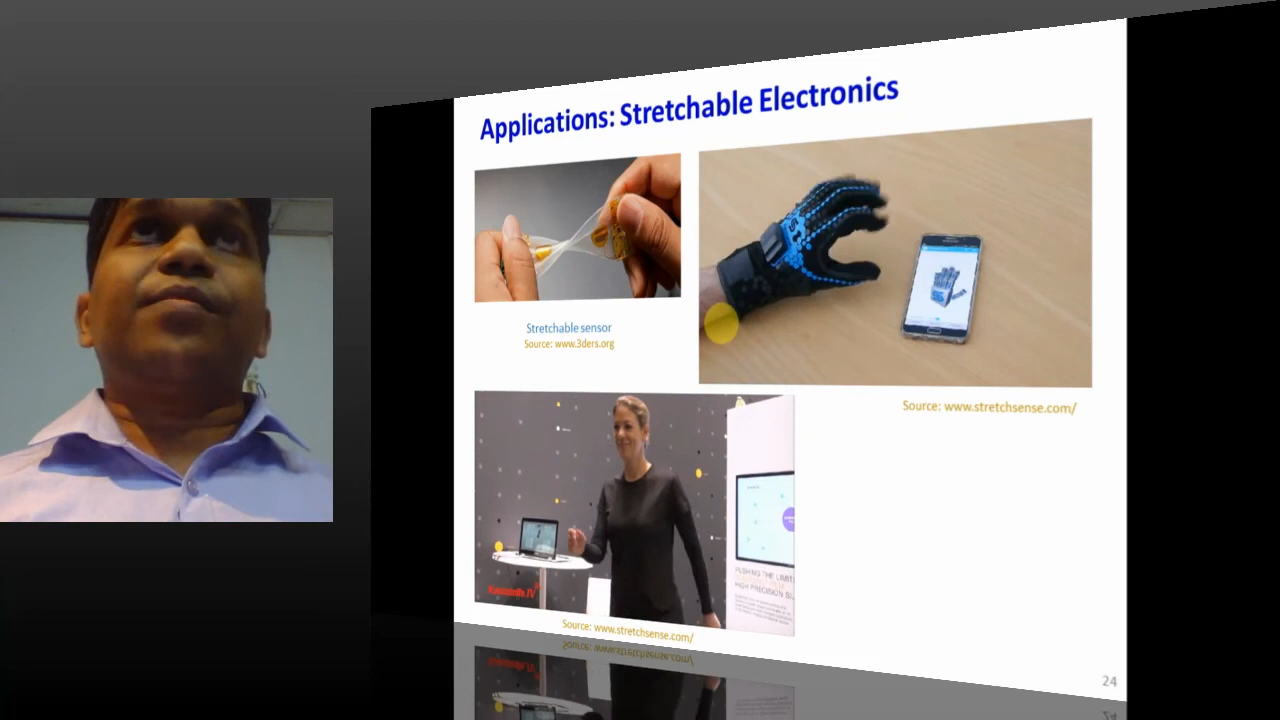 Applications: Stretchable Electronics
Stretchable sensor
Source: www.3ders.org
Source: www.stretchsense.com/
PUSHING THE LIMIT
HIGH PRECISION
Source: www.stretchsense.com/
24